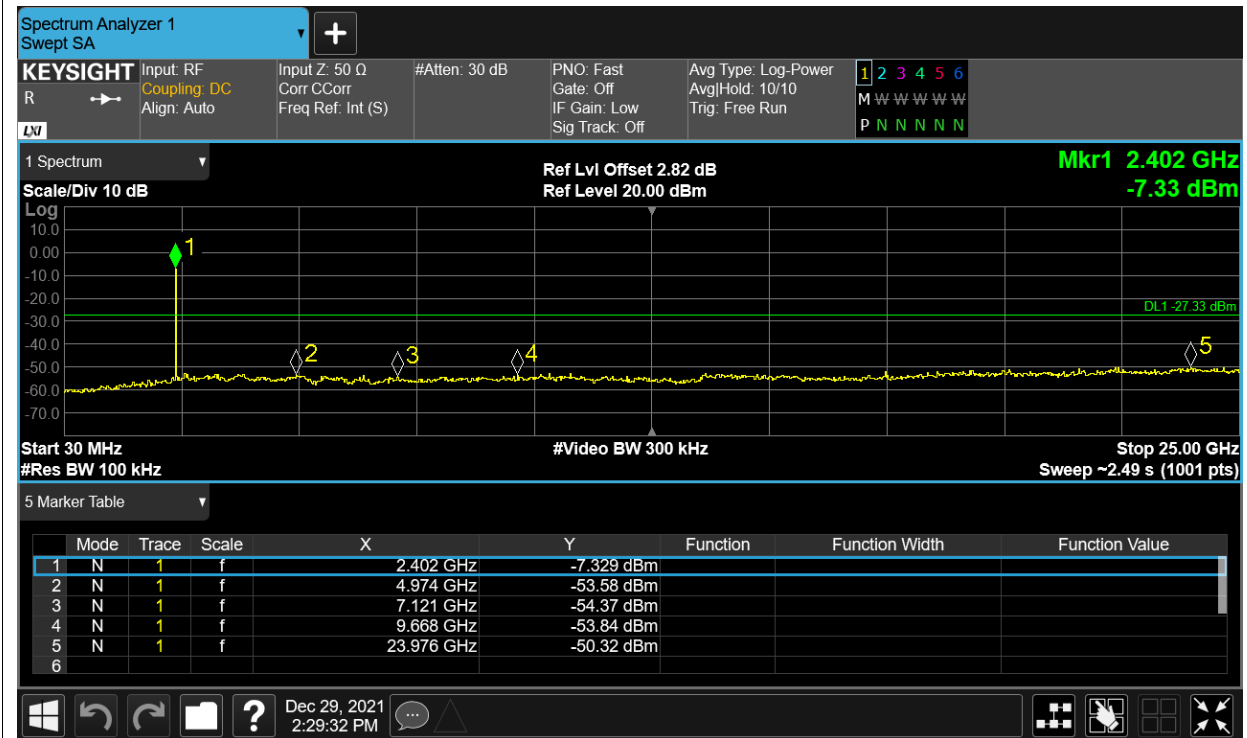 Spectrum Analyzer 1
Swept SA
+
KEYSIGHT Input: RF Input Z: 50 Ω #Atten: 30 dB PNO: Fast Avg Type: Log-Power 1 2 3 4 5 6
R Coupling: DC Corr CCorr Gate: Off Avg|Hold: 10/10 M W W W W W
Align: Auto Freq Ref: Int (S) IF Gain: Low Trig: Free Run
LXI Sig Track: Off P N N N N N
1 Spectrum
Ref Lvl Offset 2.82 dB Mkr1 2.402 GHz
Scale/Div 10 dB Ref Level 20.00 dBm -7.33 dBm
Log
10.0
0.00
-10.0
-20.0
-30.0
-40.0
-50.0
-60.0
-70.0
1
DL1 -27.33 dBm
2 3 4 5
Start 30 MHz #Video BW 300 kHz Stop 25.00 GHz
#Res BW 100 kHz Sweep ~2.49 s (1001 pts)
5 Marker Table
Mode Trace Scale X Y Function Function Width Function Value
1 N 1 f 2.402 GHz -7.329 dBm
2 N 1 f 4.974 GHz -53.58 dBm
3 N 1 f 7.121 GHz -54.37 dBm
4 N 1 f 9.668 GHz -53.84 dBm
5 N 1 f 23.976 GHz -50.32 dBm
6
? Dec 29, 2021
2:29:32 PM